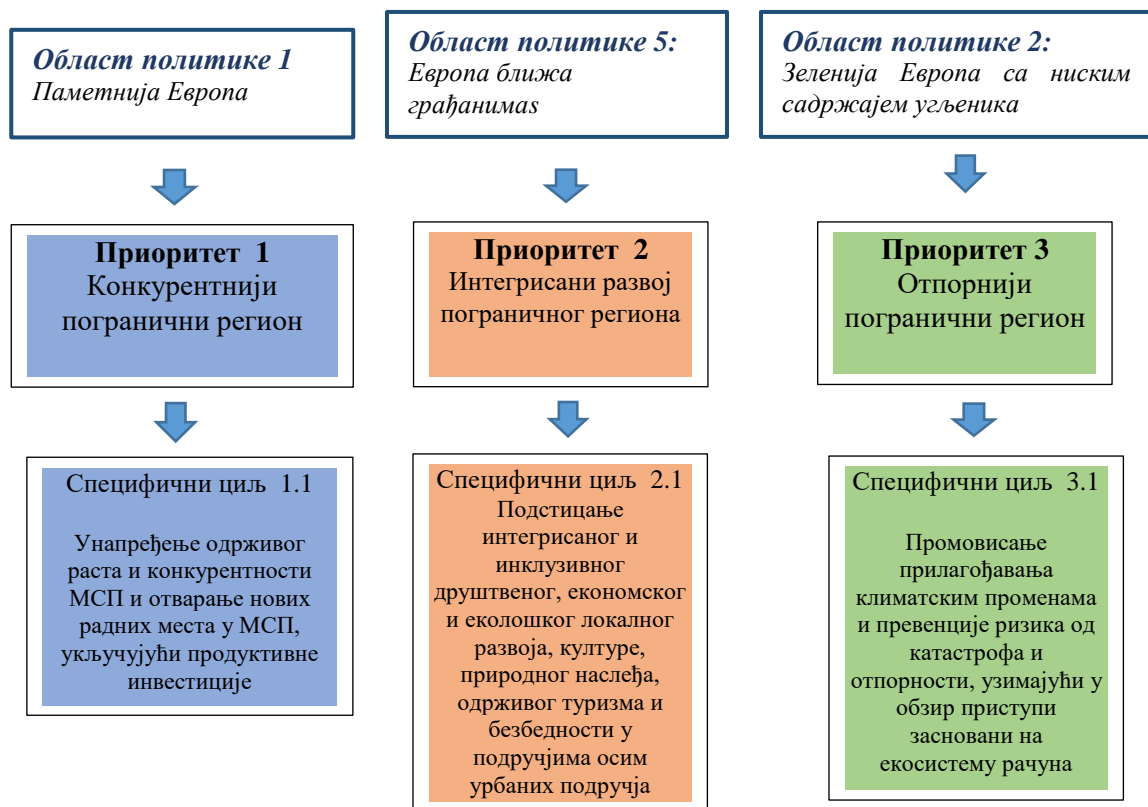 Област политике 1
Паметнија Европа
Област политике 5:
Европа ближа
грађанимаs
Област политике 2:
Зеленија Европа са ниским
садржајем угљеника
Приоритет 1
Конкурентнији
погранични регион
Приоритет 2
Интегрисани развој
пограничног региона
Приоритет 3
Отпорнији
погранични регион
Специфични циљ 1.1
Унапређење одрживог
раста и конкурентности
МСП и отварање нових
радних места у МСП,
укључујући продуктивне
инвестиције
Специфични циљ 2.1
Подстицање
интегрисаног и
инклузивног
друштвеног, економског
и еколошког локалног
развоја, културе,
природног наслеђа,
одрживог туризма и
безбедности у
подручјима осим
урбаних подручја
Специфични циљ 3.1
Промовисање
прилагођавања
климатским променама
и превенције ризика од
катастрофа и
отпорности, узимајући у
обзир приступи
засновани на
екосистему рачуна